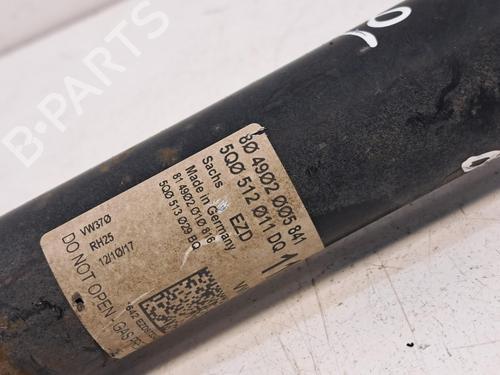 B-PARTS
80 4902 005 841
5Q0 512 011 DQ
EZD
Sachs
Made in Germany
81 4902 010 816
5Q0 513 029 BQ
11
VW370
RH25
12/10/17
DO NOT OPEN - GAS